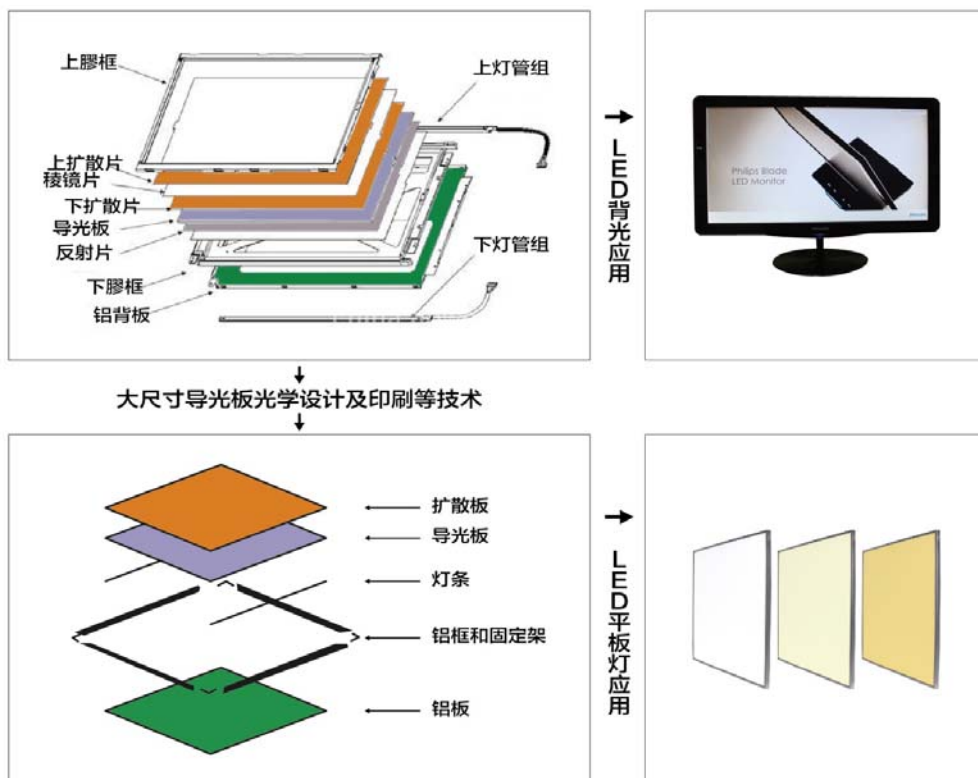 上膠框
上扩散片
稜镜片
下扩散片
导光板
反射片
下膠框
铝背板
上灯管组
下灯管组
LED背光应用
Philips Blade
LED Monitor
大尺寸导光板光学设计及印刷等技术
扩散板
导光板
灯条
铝框和固定架
铝板
LED平板灯应用